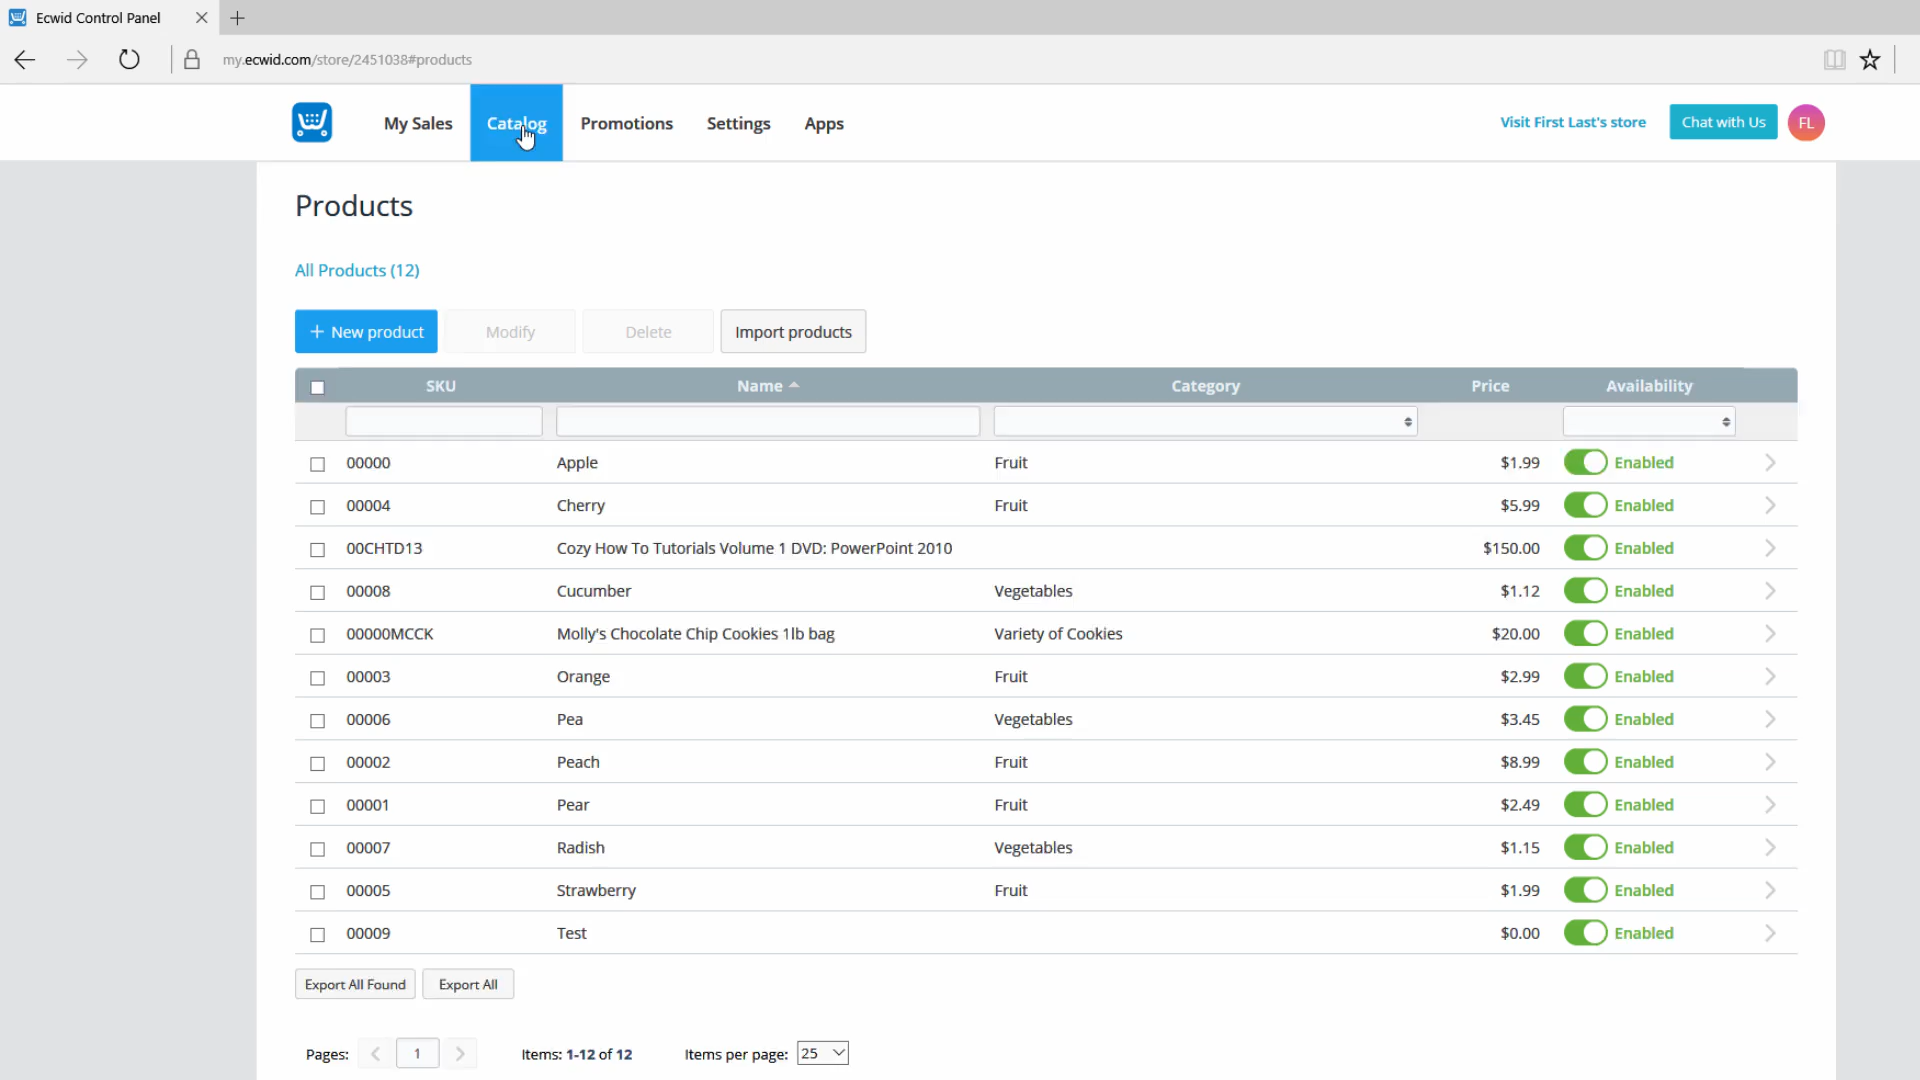 Ecwid Control Panel
my.ecwid.com/store/2451038#products
My Sales Catalog Promotions Settings Apps Visit First Last's store Chat with Us FL
Products
All Products (12)
+ New product Modify Delete Import products
SKU Name Category Price Availability
00000 Apple Fruit $1.99 Enabled
00004 Cherry Fruit $5.99 Enabled
00CHTD13 Cozy How To Tutorials Volume 1 DVD: PowerPoint 2010 $150.00 Enabled
00008 Cucumber Vegetables $1.12 Enabled
00000MCCK Molly's Chocolate Chip Cookies 1lb bag Variety of Cookies $20.00 Enabled
00003 Orange Fruit $2.99 Enabled
00006 Pea Vegetables $3.45 Enabled
00002 Peach Fruit $8.99 Enabled
00001 Pear Fruit $2.49 Enabled
00007 Radish Vegetables $1.15 Enabled
00005 Strawberry Fruit $1.99 Enabled
00009 Test $0.00 Enabled
Export All Found Export All
Pages: 1 Items: 1-12 of 12 Items per page: 25